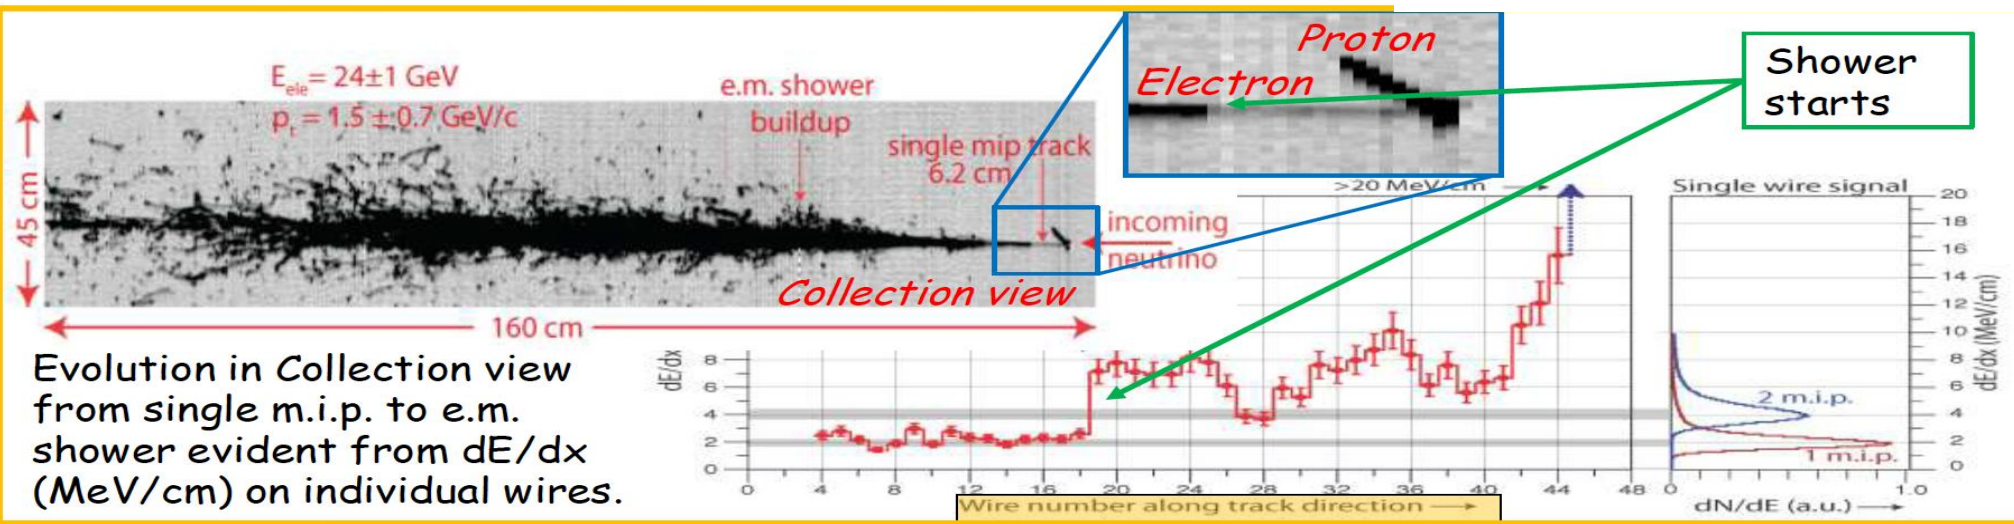 E_ele = 24±1 GeV
p_t = 1.5 ± 0.7 GeV/c
e.m. shower
buildup
single mip track
6.2 cm
45 cm
incoming
neutrino
Collection view
160 cm
Proton
Electron
Shower
starts
Evolution in Collection view
from single m.i.p. to e.m.
shower evident from dE/dx
(MeV/cm) on individual wires.
>20 MeV/cm
dE/dx
8
6
4
2
0
0 4 8 12 16 20 24 28 32 36 40 44 48
Wire number along track direction
Single wire signal
20
18
16
14
12
10
8
6
4
2
0
dE/dx (MeV/cm)
2 m.i.p.
1 m.i.p.
0 1.0
dN/dE (a.u.)